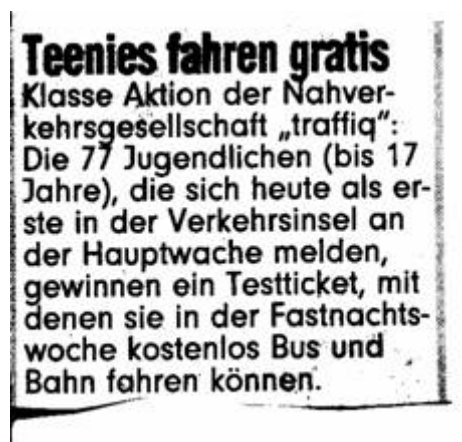 Teenies fahren gratis
Klasse Aktion der Nahver-
kehrsgesellschaft „traffiq“:
Die 77 Jugendlichen (bis 17
Jahre), die sich heute als er-
ste in der Verkehrsinsel an
der Hauptwache melden,
gewinnen ein Testticket, mit
denen sie in der Fastnachts-
woche kostenlos Bus und
Bahn fahren können.